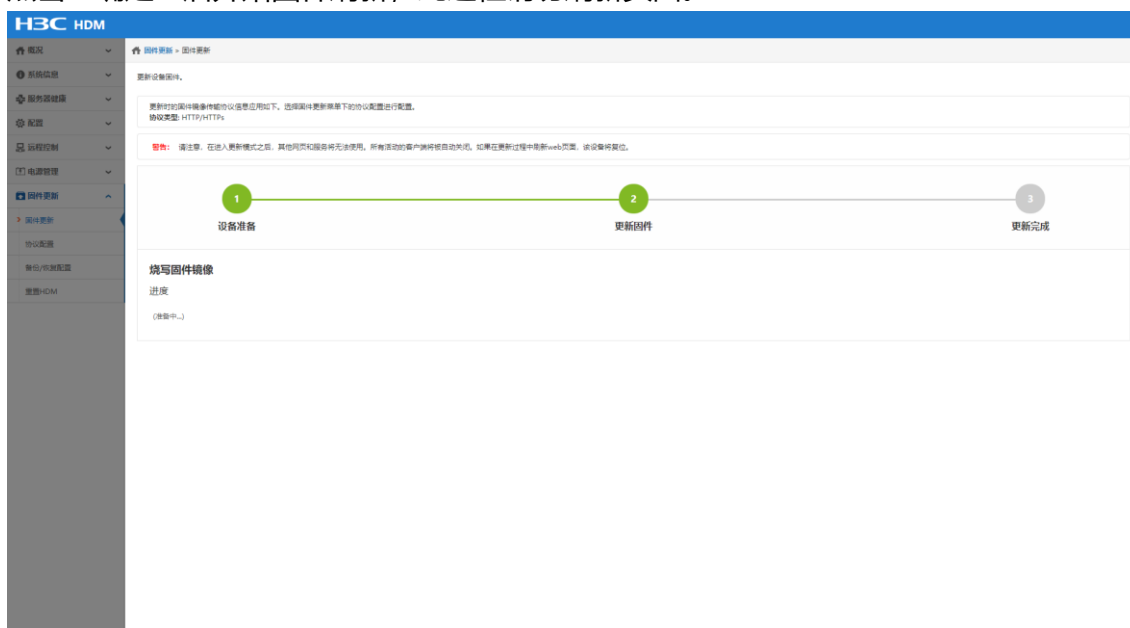 H3C HDM
概况
系统信息
服务器健康
配置
远程控制
电源管理
固件更新
固件更新
协议配置
备份/恢复配置
重置HDM
固件更新 » 固件更新
更新设备固件。
更新时的固件镜像传输协议信息应用如下。选择固件更新菜单下的协议配置进行配置。
协议类型: HTTP/HTTPs
警告: 请注意，在进入更新模式之后，其他网页和服务将无法使用，所有活动的客户端将被自动关闭。如果在更新过程中刷新web页面，该设备将复位。
1
2
3
设备准备
更新固件
更新完成
烧写固件镜像
进度
(准备中...)